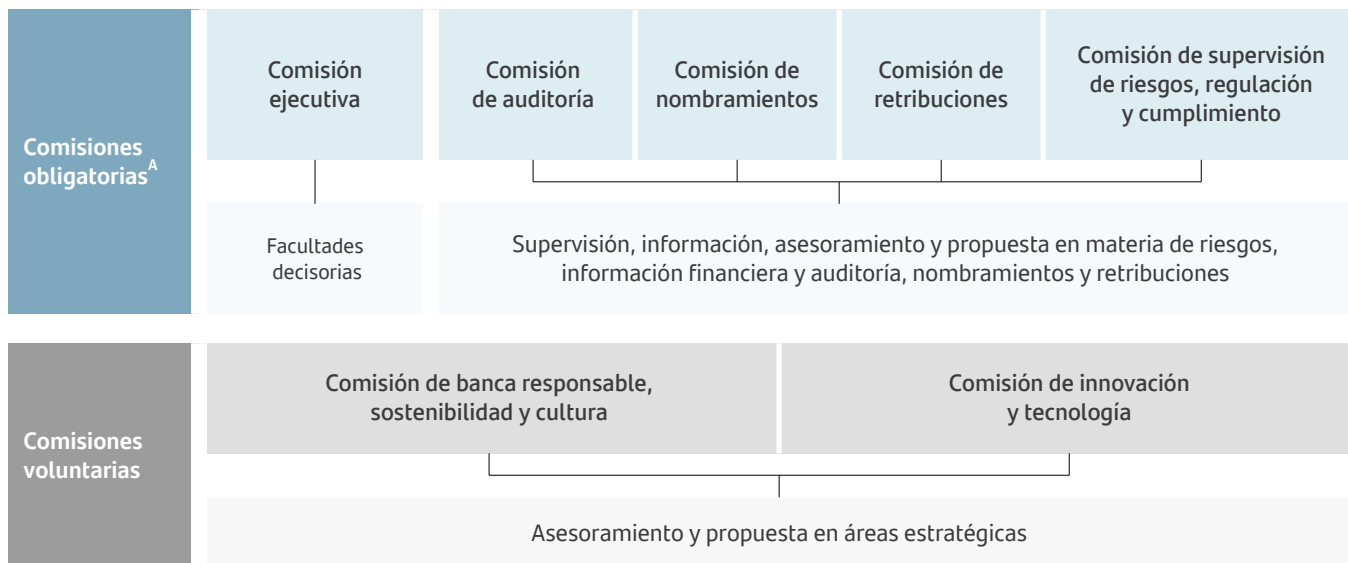 Comisiones
obligatorias^A
Comisión
ejecutiva
Comisión
de auditoría
Comisión de
nombramientos
Comisión de
retribuciones
Comisión de supervisión
de riesgos, regulación
y cumplimiento
Facultades
decisorias
Supervisión, información, asesoramiento y propuesta en materia de riesgos,
información financiera y auditoría, nombramientos y retribuciones
Comisiones
voluntarias
Comisión de banca responsable,
sostenibilidad y cultura
Comisión de innovación
y tecnología
Asesoramiento y propuesta en áreas estratégicas